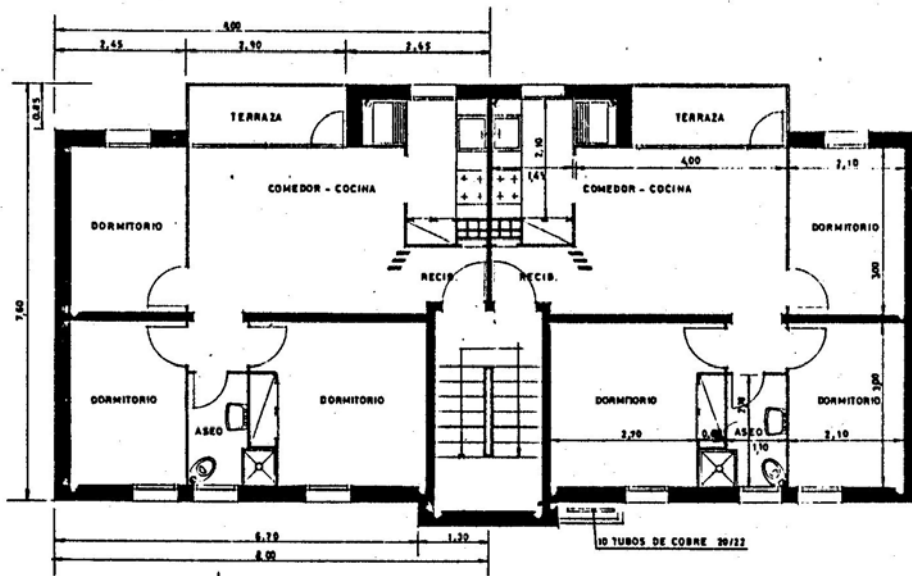 8,00
2,45
2,90
2,45
0,85
TERRAZA
TERRAZA
2,10
1,45
4,00
2,10
COMEDOR - COCINA
COMEDOR - COCINA
DORMITORIO
DORMITORIO
RECIB.
RECIB.
3,00
7,60
DORMITORIO
DORMITORIO
DORMITORIO
DORMITORIO
3,00
ASEO
ASEO
2,70
1,10
2,10
6,70
1,30
10 TUBOS DE COBRE 20/22
8,00